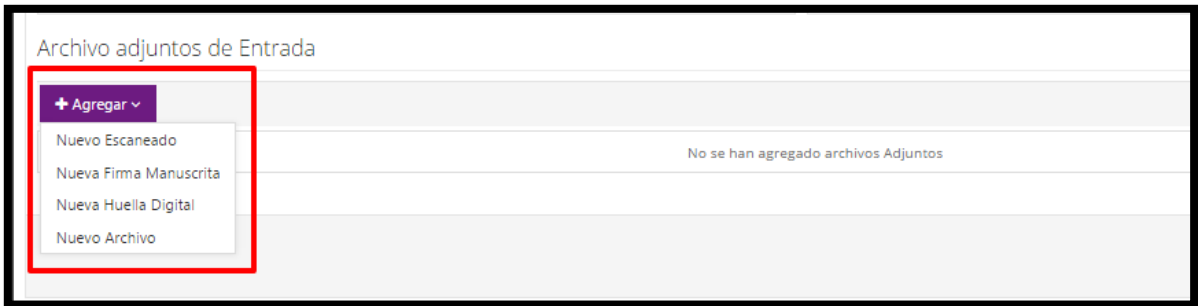 Archivo adjuntos de Entrada
+ Agregar
Nuevo Escaneado
No se han agregado archivos Adjuntos
Nueva Firma Manuscrita
Nueva Huella Digital
Nuevo Archivo